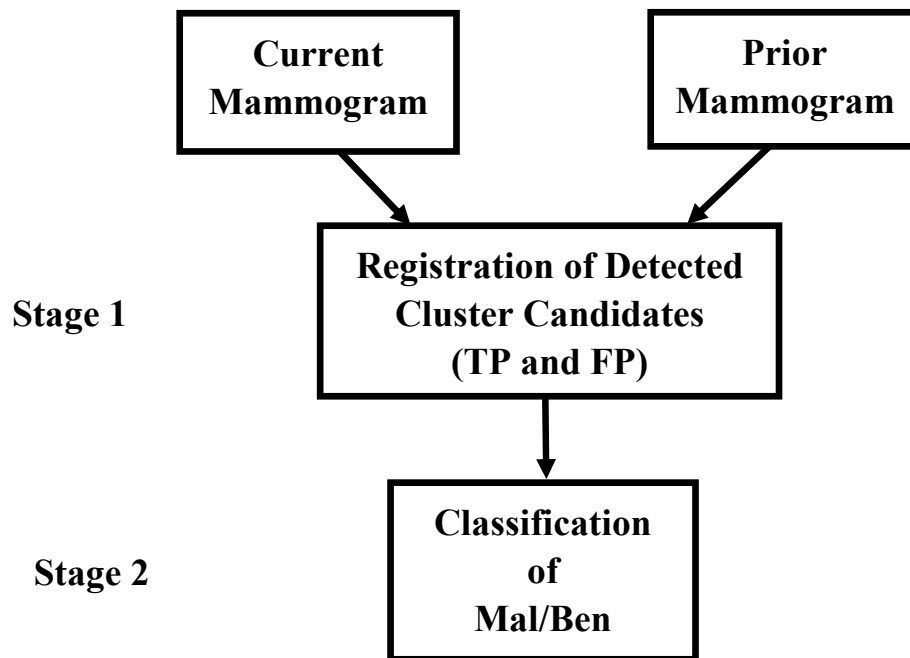 Current
Mammogram
Prior
Mammogram
Stage 1
Registration of Detected
Cluster Candidates
(TP and FP)
Stage 2
Classification
of
Mal/Ben